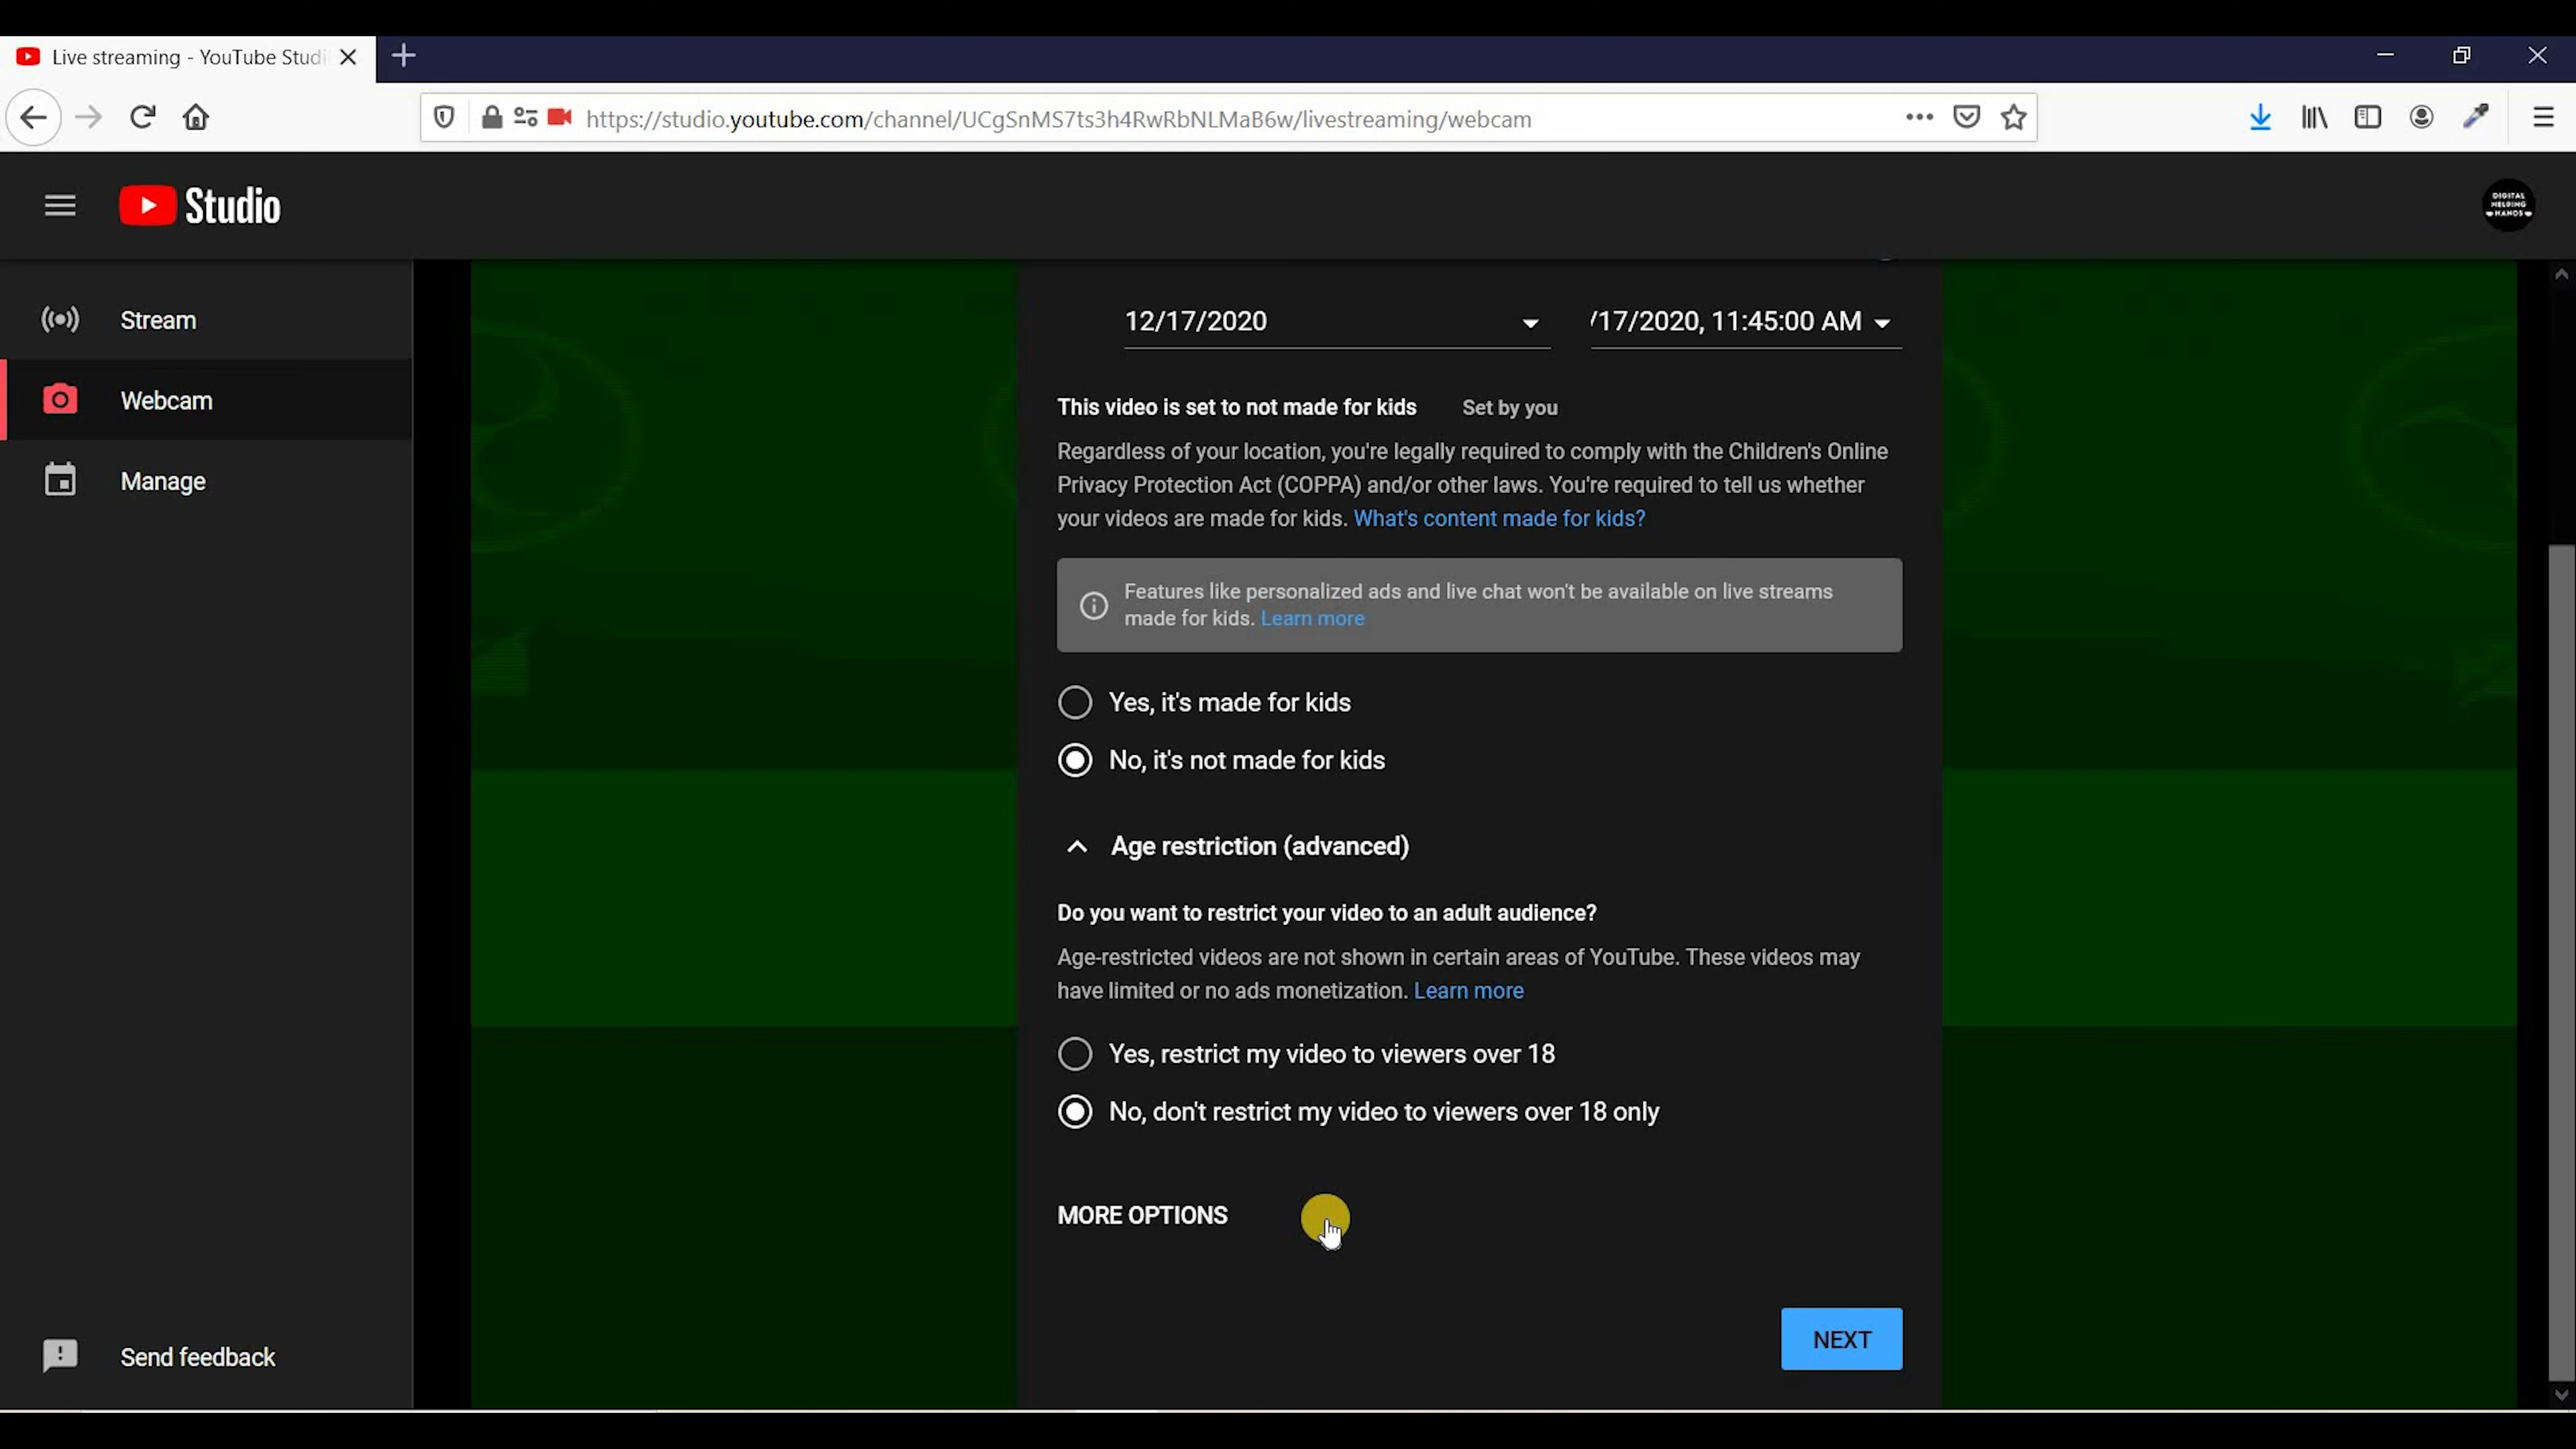 Live streaming - YouTube Studi
https://studio.youtube.com/channel/UCgSnMS7ts3h4RwRbNLMaB6w/livestreaming/webcam
Studio
DIGITAL
HELPING
HANDS
Stream
Webcam
Manage
Send feedback
12/17/2020
/17/2020, 11:45:00 AM
This video is set to not made for kids Set by you
Regardless of your location, you're legally required to comply with the Children's Online
Privacy Protection Act (COPPA) and/or other laws. You're required to tell us whether
your videos are made for kids. What's content made for kids?
Features like personalized ads and live chat won't be available on live streams
made for kids. Learn more
Yes, it's made for kids
No, it's not made for kids
Age restriction (advanced)
Do you want to restrict your video to an adult audience?
Age-restricted videos are not shown in certain areas of YouTube. These videos may
have limited or no ads monetization. Learn more
Yes, restrict my video to viewers over 18
No, don't restrict my video to viewers over 18 only
MORE OPTIONS
NEXT